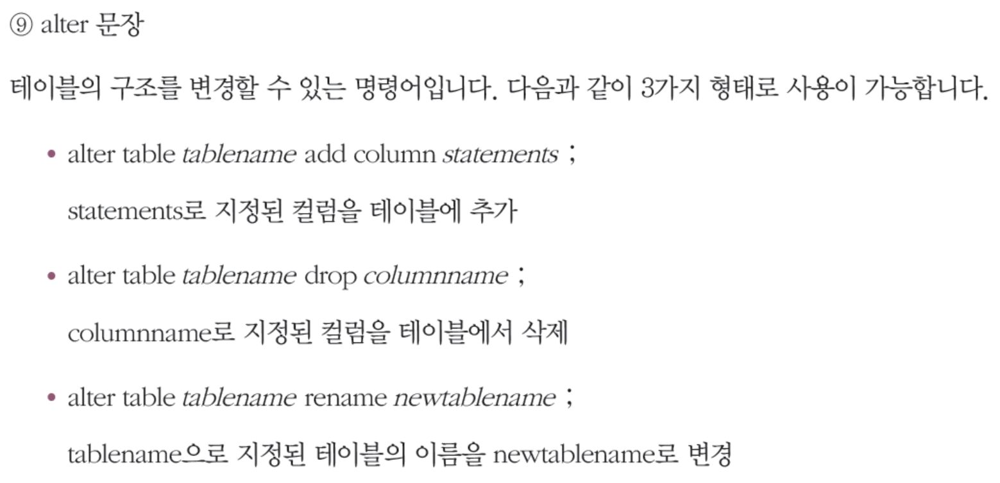 ⑨ alter 문장
테이블의 구조를 변경할 수 있는 명령어입니다. 다음과 같이 3가지 형태로 사용이 가능합니다.
• alter table tablename add column statements ;
statements로 지정된 컬럼을 테이블에 추가
• alter table tablename drop columnname ;
columnname로 지정된 컬럼을 테이블에서 삭제
• alter table tablename rename newtablename ;
tablename으로 지정된 테이블의 이름을 newtablename로 변경